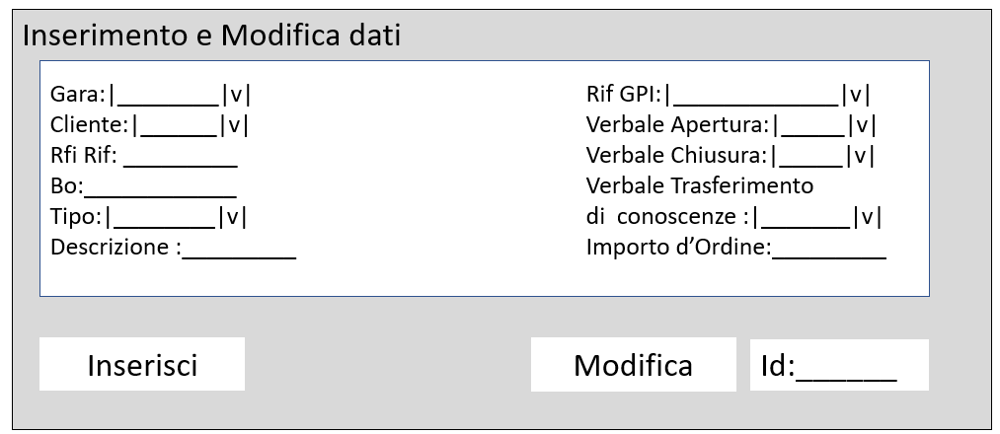 Inserimento e Modifica dati
Gara:|________|v|
Cliente:|______|v|
Rfi Rif: _________
Bo:____________
Tipo:|________|v|
Descrizione :_________
Rif GPI:|_____________|v|
Verbale Apertura:|_____|v|
Verbale Chiusura:|_____|v|
Verbale Trasferimento
di  conoscenze :|_______|v|
Importo d’Ordine:_________
Inserisci
Modifica
Id:______